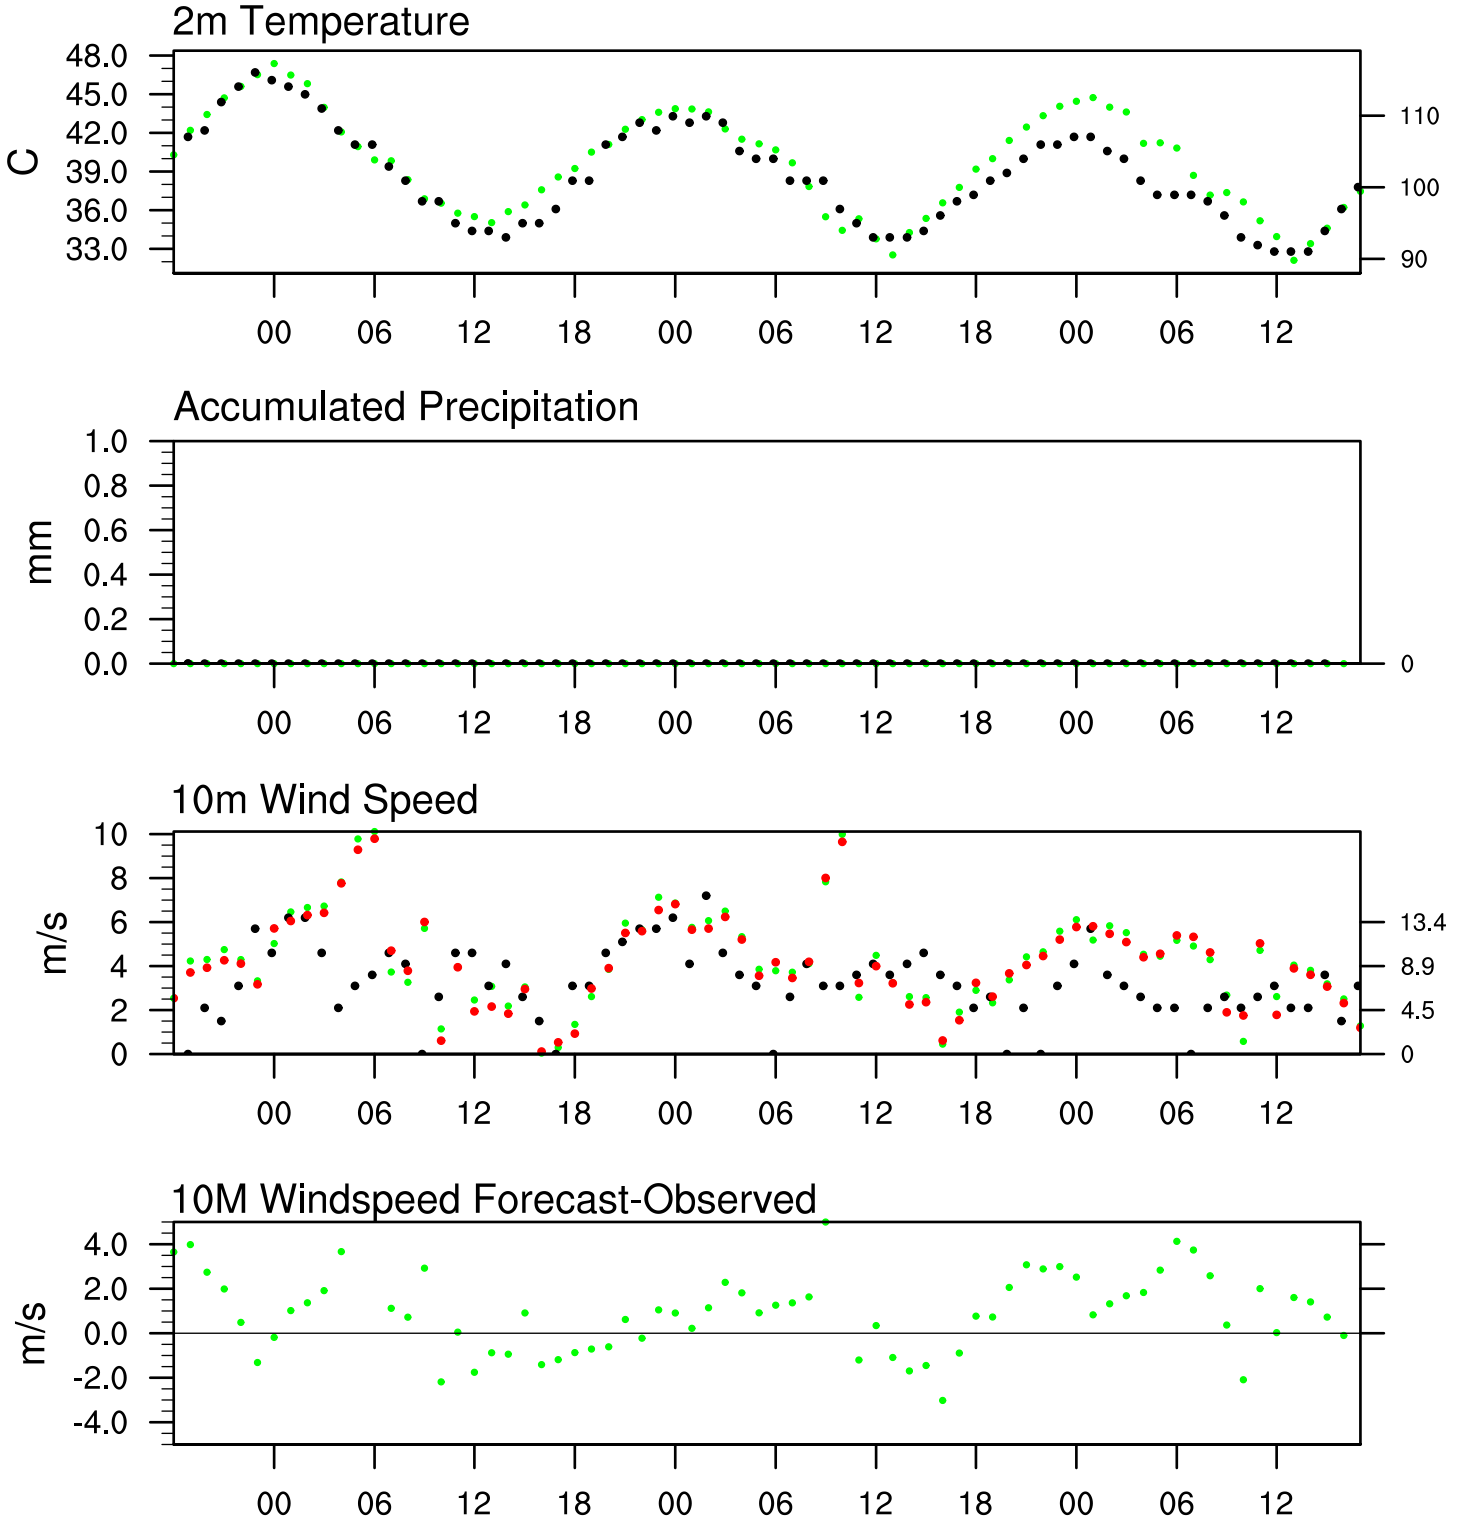 2m Temperature
48.0
45.0
42.0
39.0
36.0
33.0
C
110
100
90
00 06 12 18 00 06 12 18 00 06 12
Accumulated Precipitation
1.0
0.8
0.6
0.4
0.2
0.0
mm
0
00 06 12 18 00 06 12 18 00 06 12
10m Wind Speed
10
8
6
4
2
0
m/s
13.4
8.9
4.5
0
00 06 12 18 00 06 12 18 00 06 12
10M Windspeed Forecast-Observed
4.0
2.0
0.0
-2.0
-4.0
m/s
00 06 12 18 00 06 12 18 00 06 12